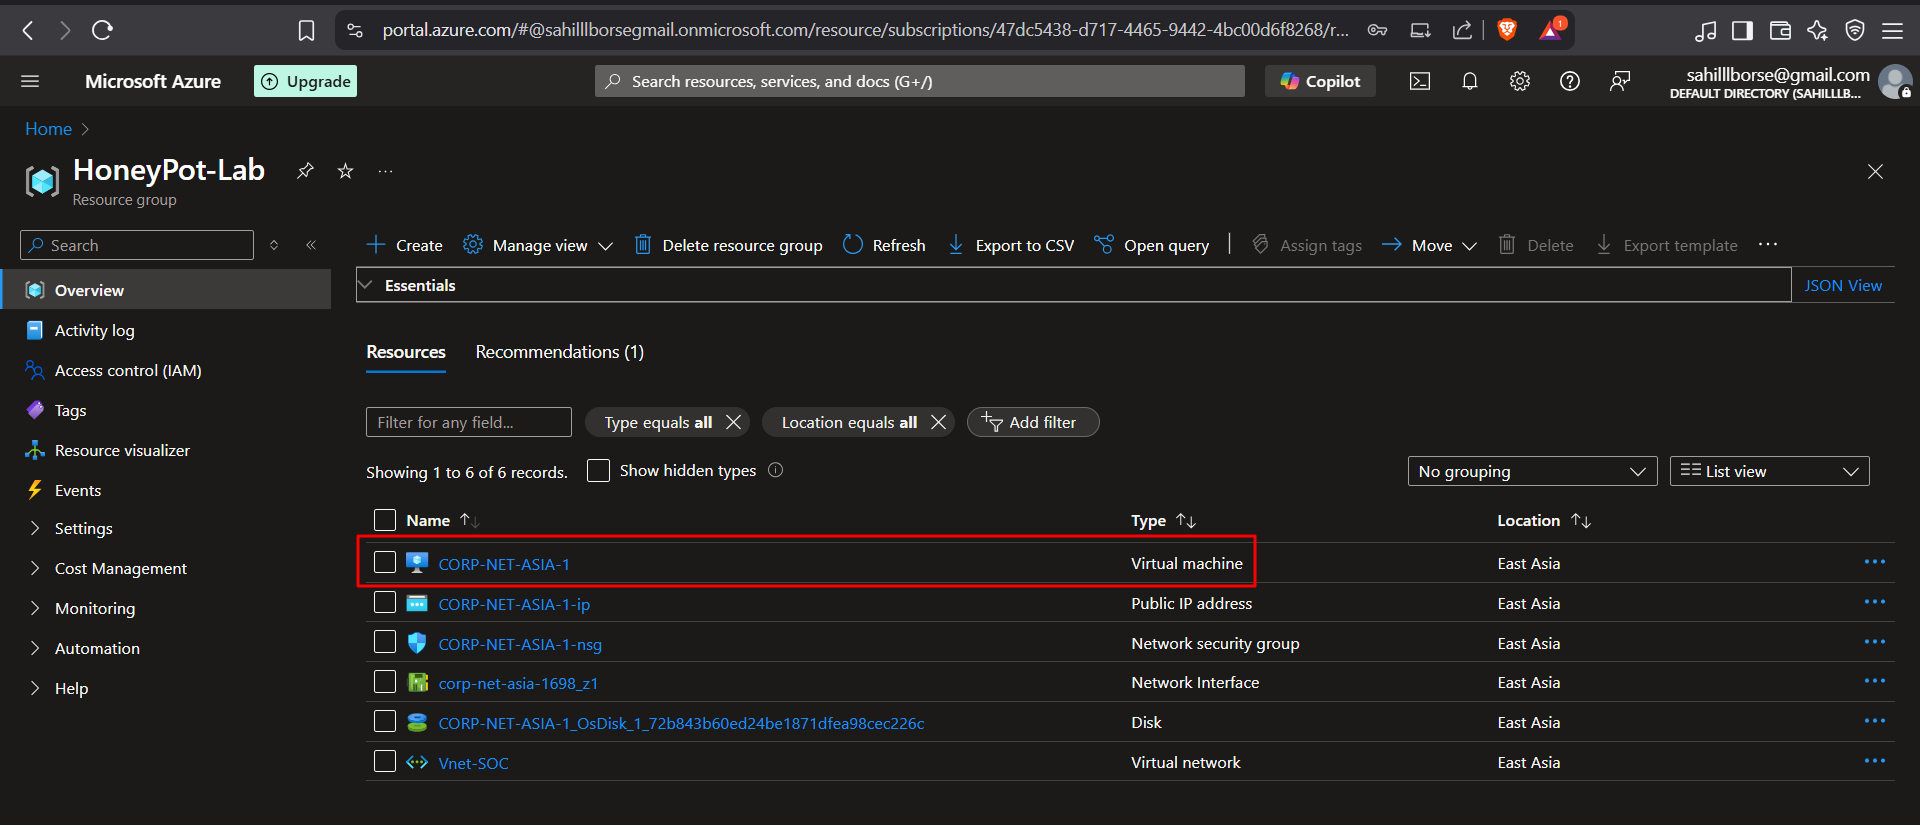 portal.azure.com/#@sahilllborsegmail.onmicrosoft.com/resource/subscriptions/47dc5438-d717-4465-9442-4bc00d6f8268/r...
1
Microsoft Azure
Upgrade
Search resources, services, and docs (G+/)
Copilot
sahilllborse@gmail.com
DEFAULT DIRECTORY (SAHILLLB...
Home
HoneyPot-Lab
Resource group
Search
Create
Manage view
Delete resource group
Refresh
Export to CSV
Open query
Assign tags
Move
Delete
Export template
Overview
Activity log
Access control (IAM)
Tags
Resource visualizer
Events
Settings
Cost Management
Monitoring
Automation
Help
Essentials
JSON View
Resources
Recommendations (1)
Filter for any field...
Type equals all
Location equals all
Add filter
Showing 1 to 6 of 6 records.
Show hidden types
No grouping
List view
Name Type Location
CORP-NET-ASIA-1 Virtual machine East Asia
CORP-NET-ASIA-1-ip Public IP address East Asia
CORP-NET-ASIA-1-nsg Network security group East Asia
corp-net-asia-1698_z1 Network Interface East Asia
CORP-NET-ASIA-1_OsDisk_1_72b843b60ed24be1871dfea98cec226c Disk East Asia
Vnet-SOC Virtual network East Asia